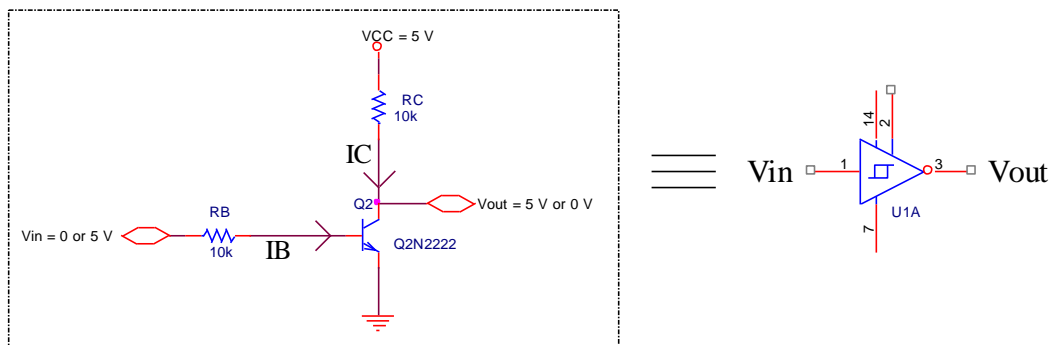 VCC = 5 V
RC
10k
IC
Q2
Vout = 5 V or 0 V
RB
Vin = 0 or 5 V
Q2N2222
10k
IB
14
2
Vin
1
3
Vout
U1A
7